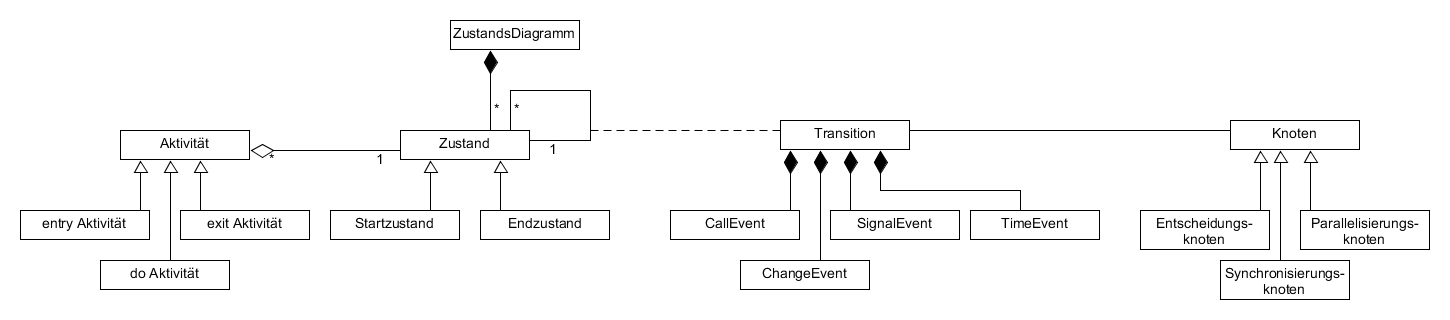 ZustandsDiagramm
*
*
Aktivität
*
1
Zustand
1
Transition
Knoten
entry Aktivität
exit Aktivität
do Aktivität
Startzustand
Endzustand
CallEvent
SignalEvent
TimeEvent
ChangeEvent
Entscheidungs-
knoten
Parallelisierungs-
knoten
Synchronisierungs-
knoten